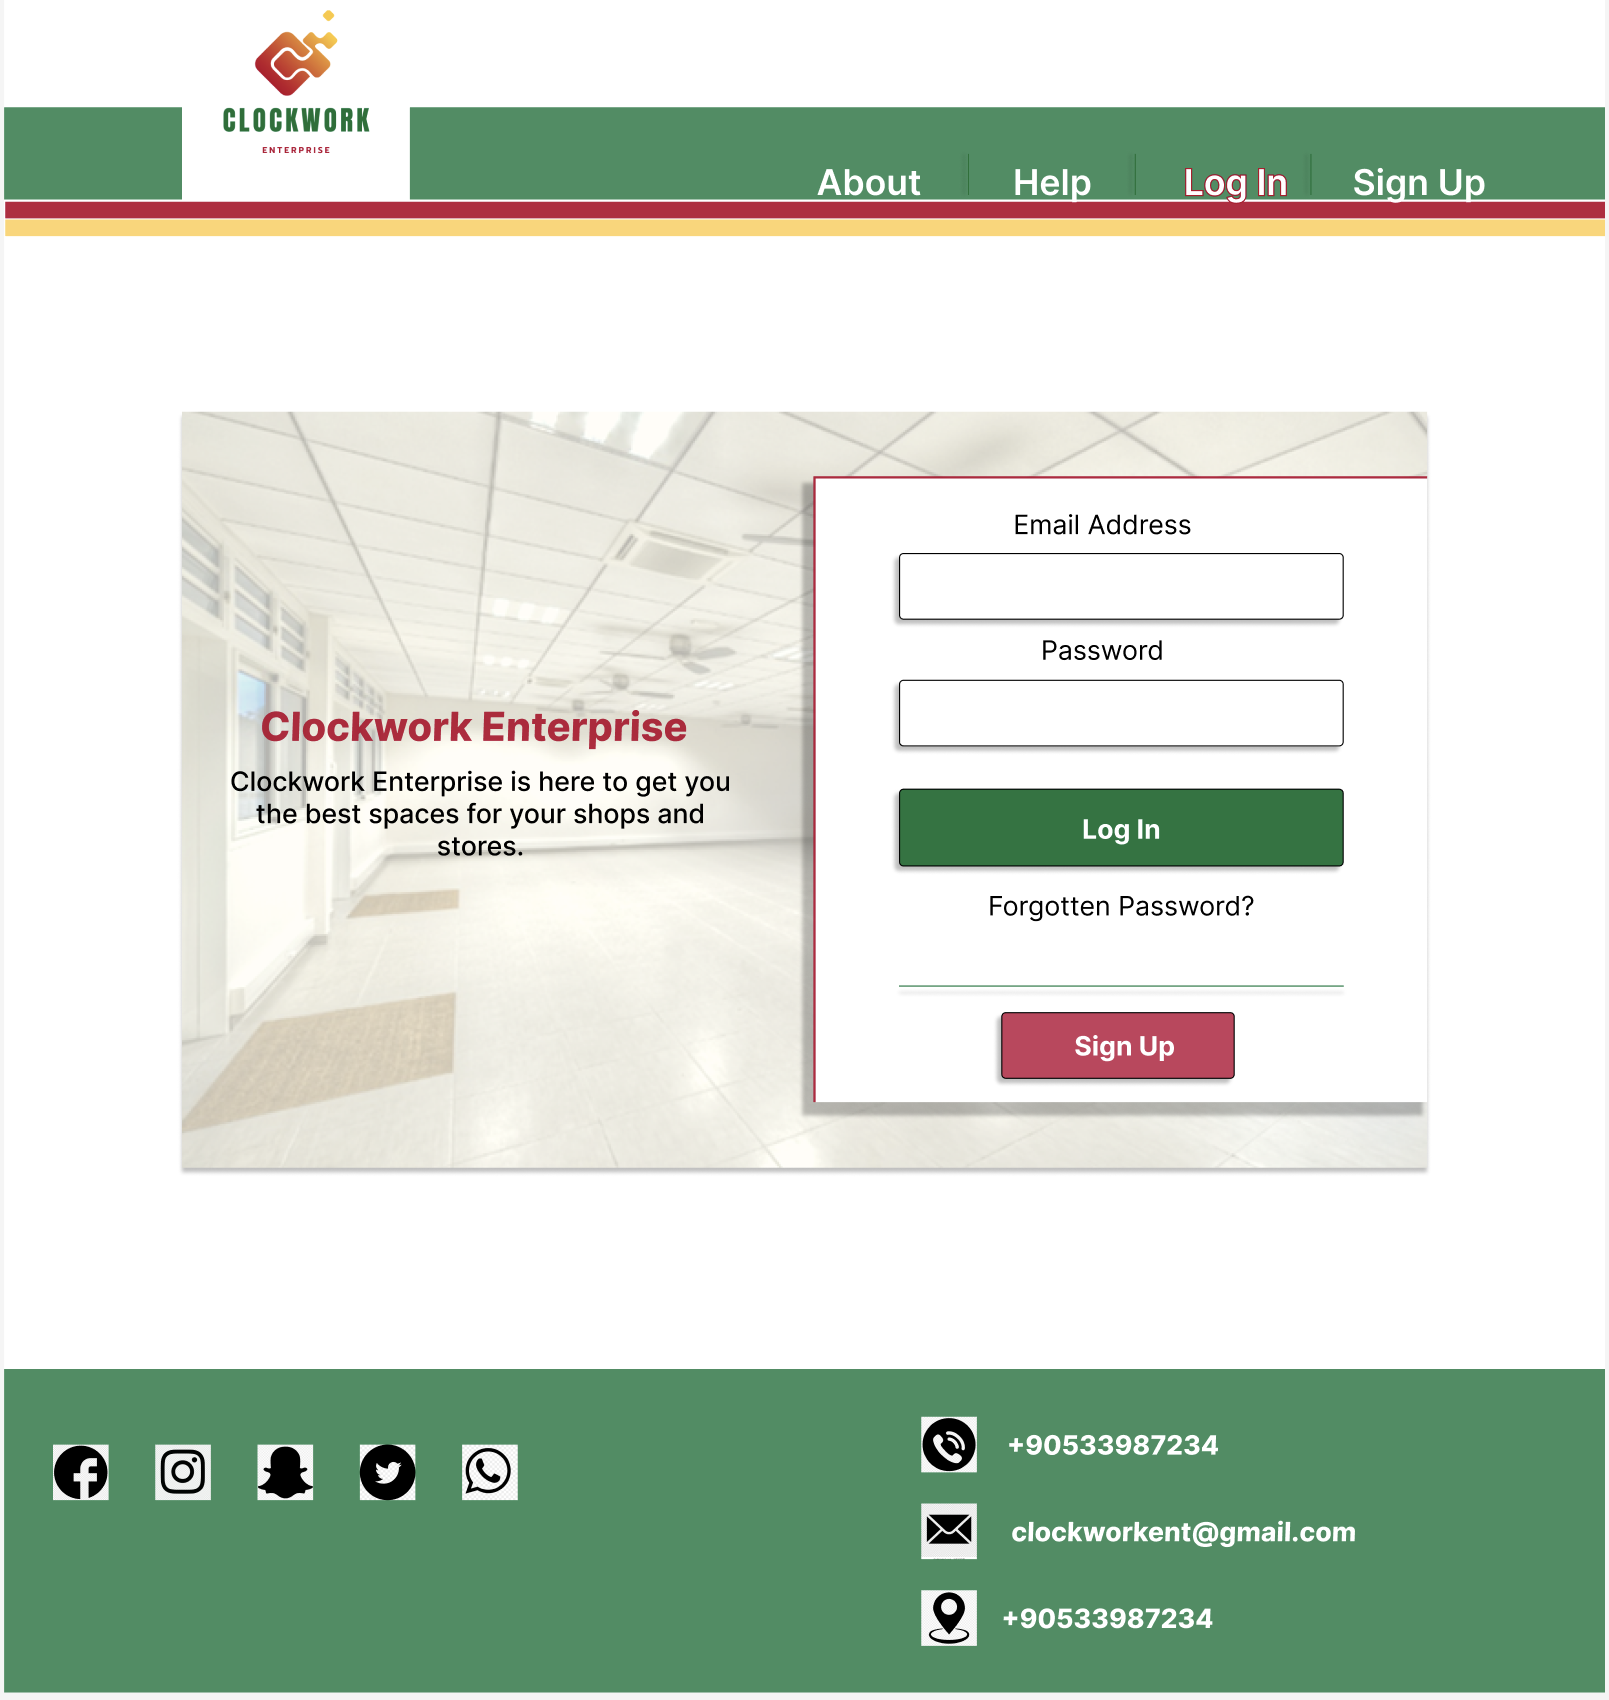 CLOCKWORK
ENTERPRISE
About
Help
Log In
Sign Up
Clockwork Enterprise
Clockwork Enterprise is here to get you
the best spaces for your shops and
stores.
Email Address
Password
Log In
Forgotten Password?
Sign Up
+90533987234
clockworkent@gmail.com
+90533987234